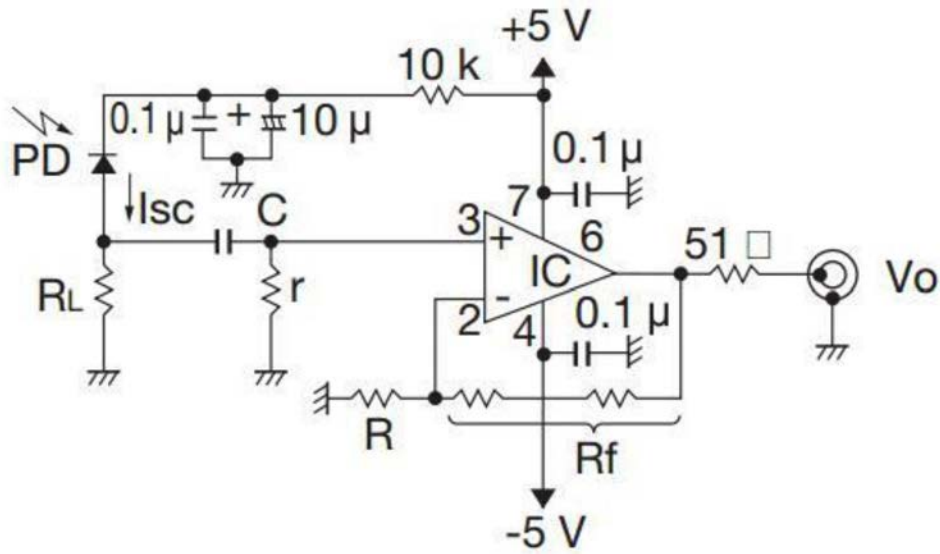 +5 V
10 k
0.1 μ + 10 μ
PD
0.1 μ
Isc
C
3
+
7
6
51 □
IC
Vo
RL
r
2
-
4
0.1 μ
R
Rf
-5 V